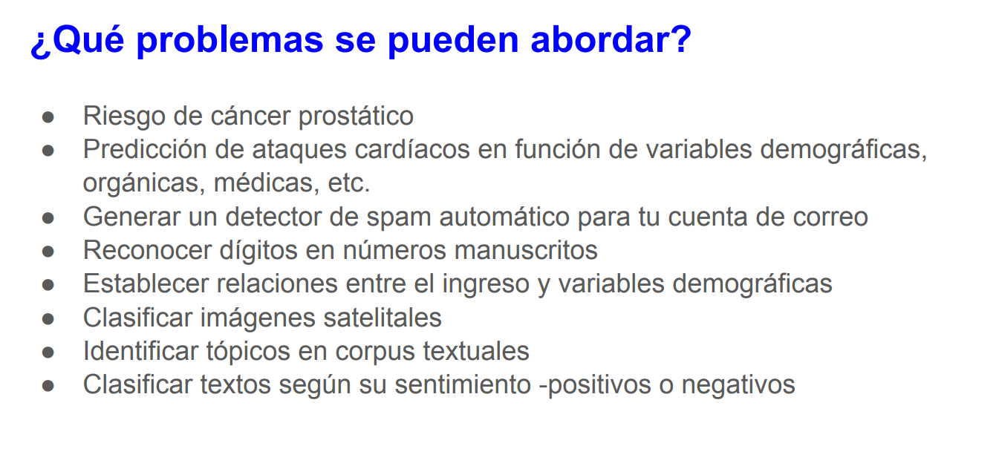 ¿Qué problemas se pueden abordar?
● Riesgo de cáncer prostático
● Predicción de ataques cardíacos en función de variables demográficas,
orgánicas, médicas, etc.
● Generar un detector de spam automático para tu cuenta de correo
● Reconocer dígitos en números manuscritos
● Establecer relaciones entre el ingreso y variables demográficas
● Clasificar imágenes satelitales
● Identificar tópicos en corpus textuales
● Clasificar textos según su sentimiento -positivos o negativos